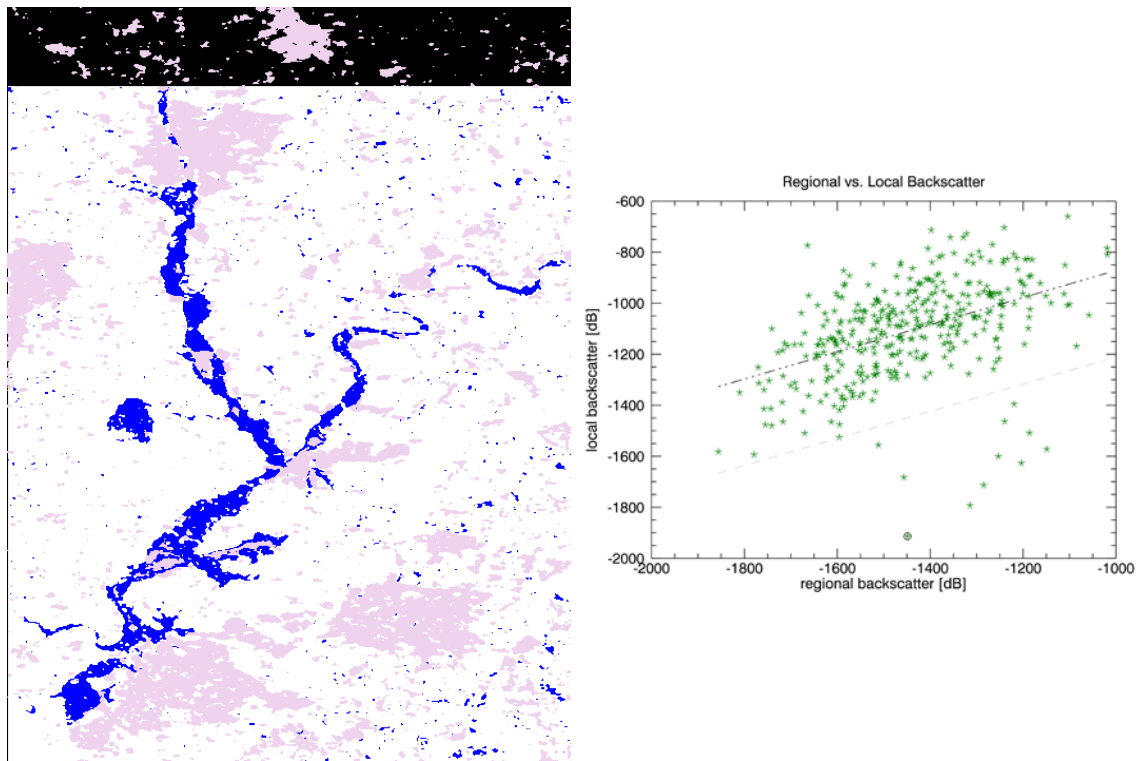 Regional vs. Local Backscatter
-600
-800
-1000
-1200
-1400
-1600
-1800
-2000
local backscatter [dB]
-2000 -1800 -1600 -1400 -1200 -1000
regional backscatter [dB]